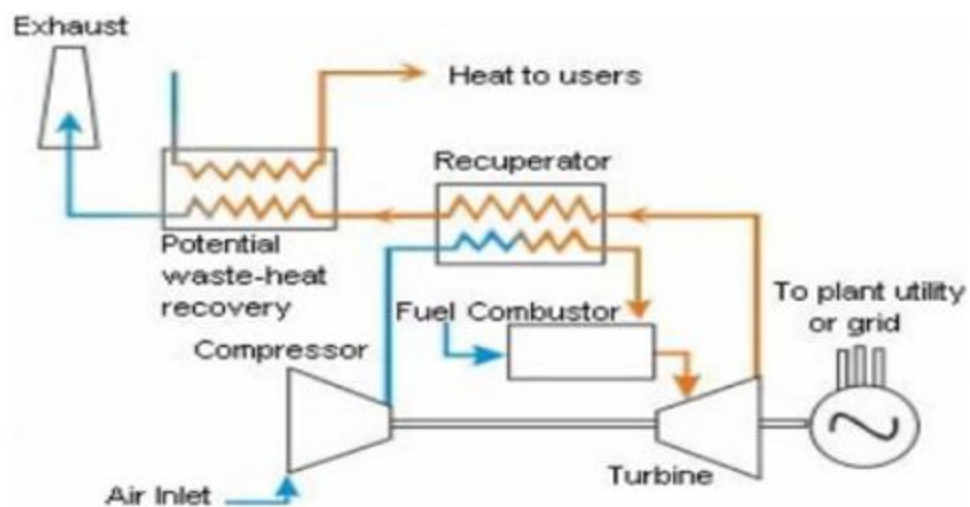 Exhaust
Heat to users
Recuperator
Potential
waste-heat
recovery
To plant utility
or grid
Fuel Combustor
Compressor
Turbine
Air Inlet